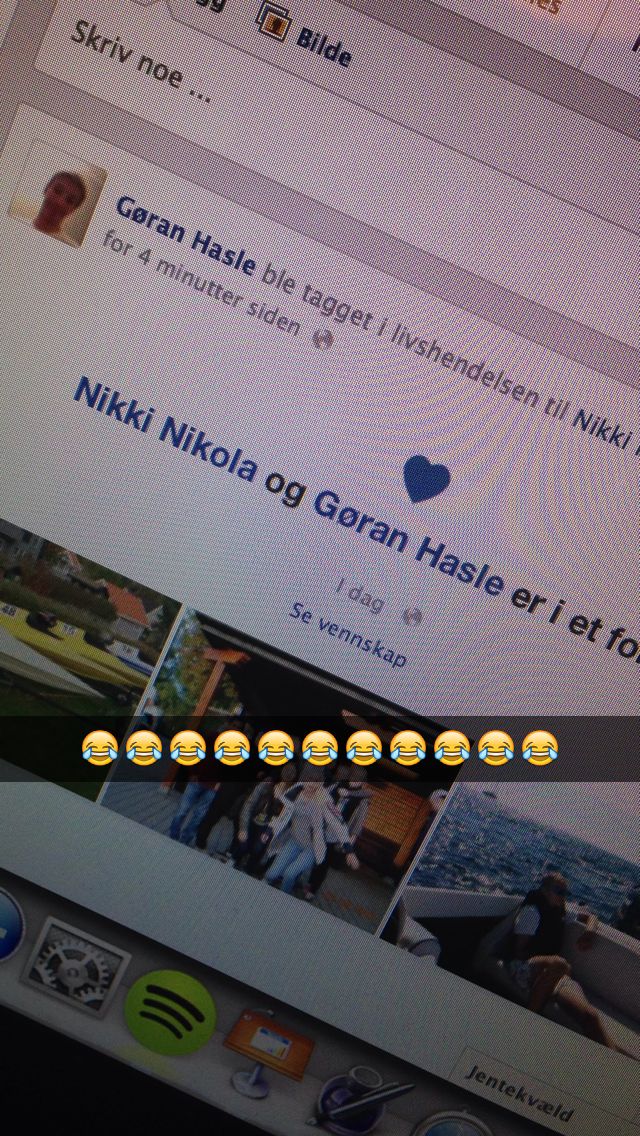 Bilde
Skriv noe ...
Gøran Hasle ble tagget i livshendelsen til Nikki
for 4 minutter siden
Nikki Nikola og Gøran Hasle er i et fo
I dag
Se vennskap
😂😂😂😂😂😂😂😂😂😂😂
Jentekvæld